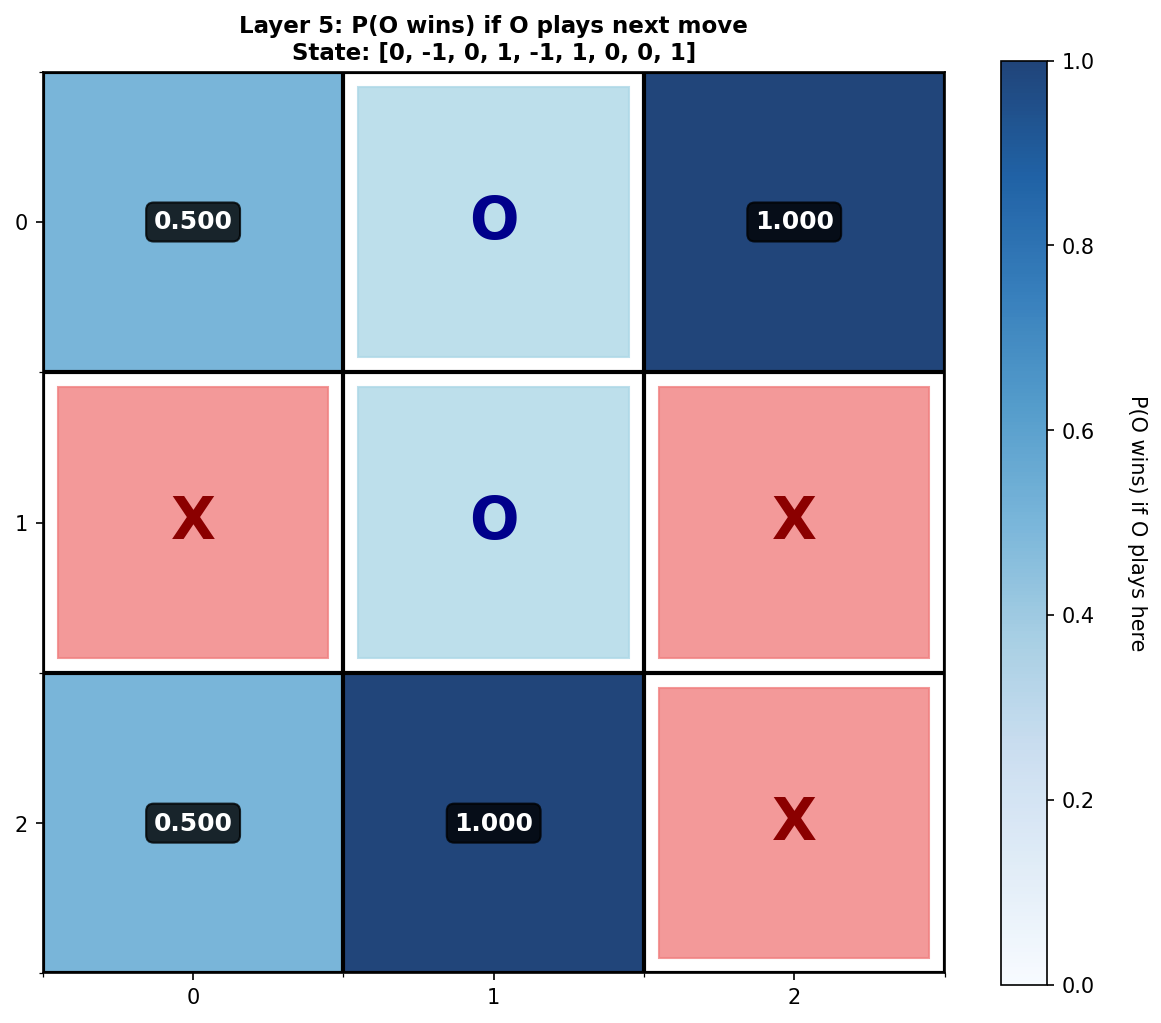 Layer 5: P(O wins) if O plays next move
State: [0, -1, 0, 1, -1, 1, 0, 0, 1]
0
0.500
O
1.000
1
X
O
X
2
0.500
1.000
X
0
1
2
1.0
0.8
0.6
0.4
0.2
0.0
P(O wins) if O plays here